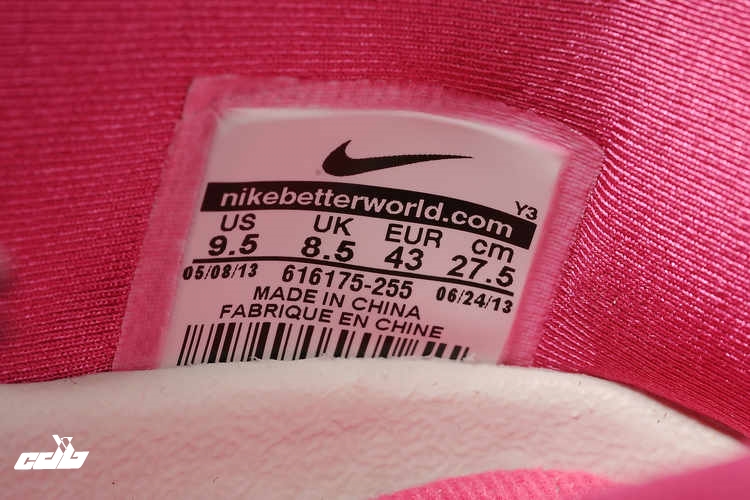 nikebetterworld.com
Y3
US UK EUR cm
9.5 8.5 43 27.5
05/08/13 616175-255 06/24/13
MADE IN CHINA
FABRIQUE EN CHINE
cdb